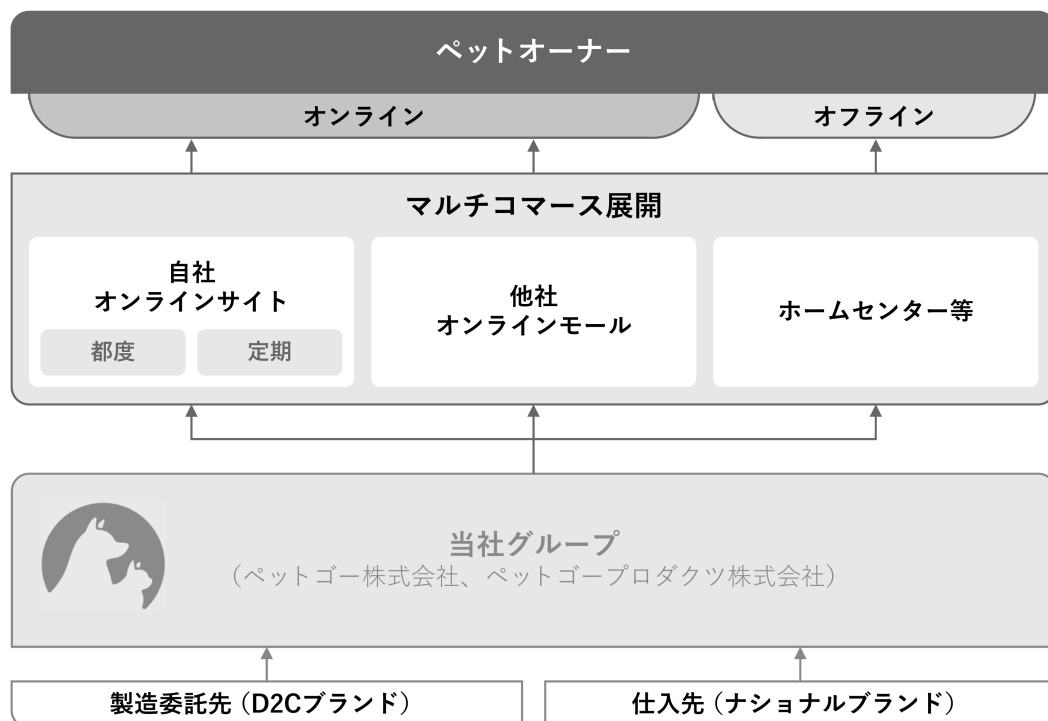 ペットオーナー
オンライン
オフライン
マルチコマース展開
自社
オンラインサイト
都度
定期
他社
オンラインモール
ホームセンター等
当社グループ
（ペットゴー株式会社、ペットゴープロダクツ株式会社）
製造委託先（D2Cブランド）
仕入先（ナショナルブランド）